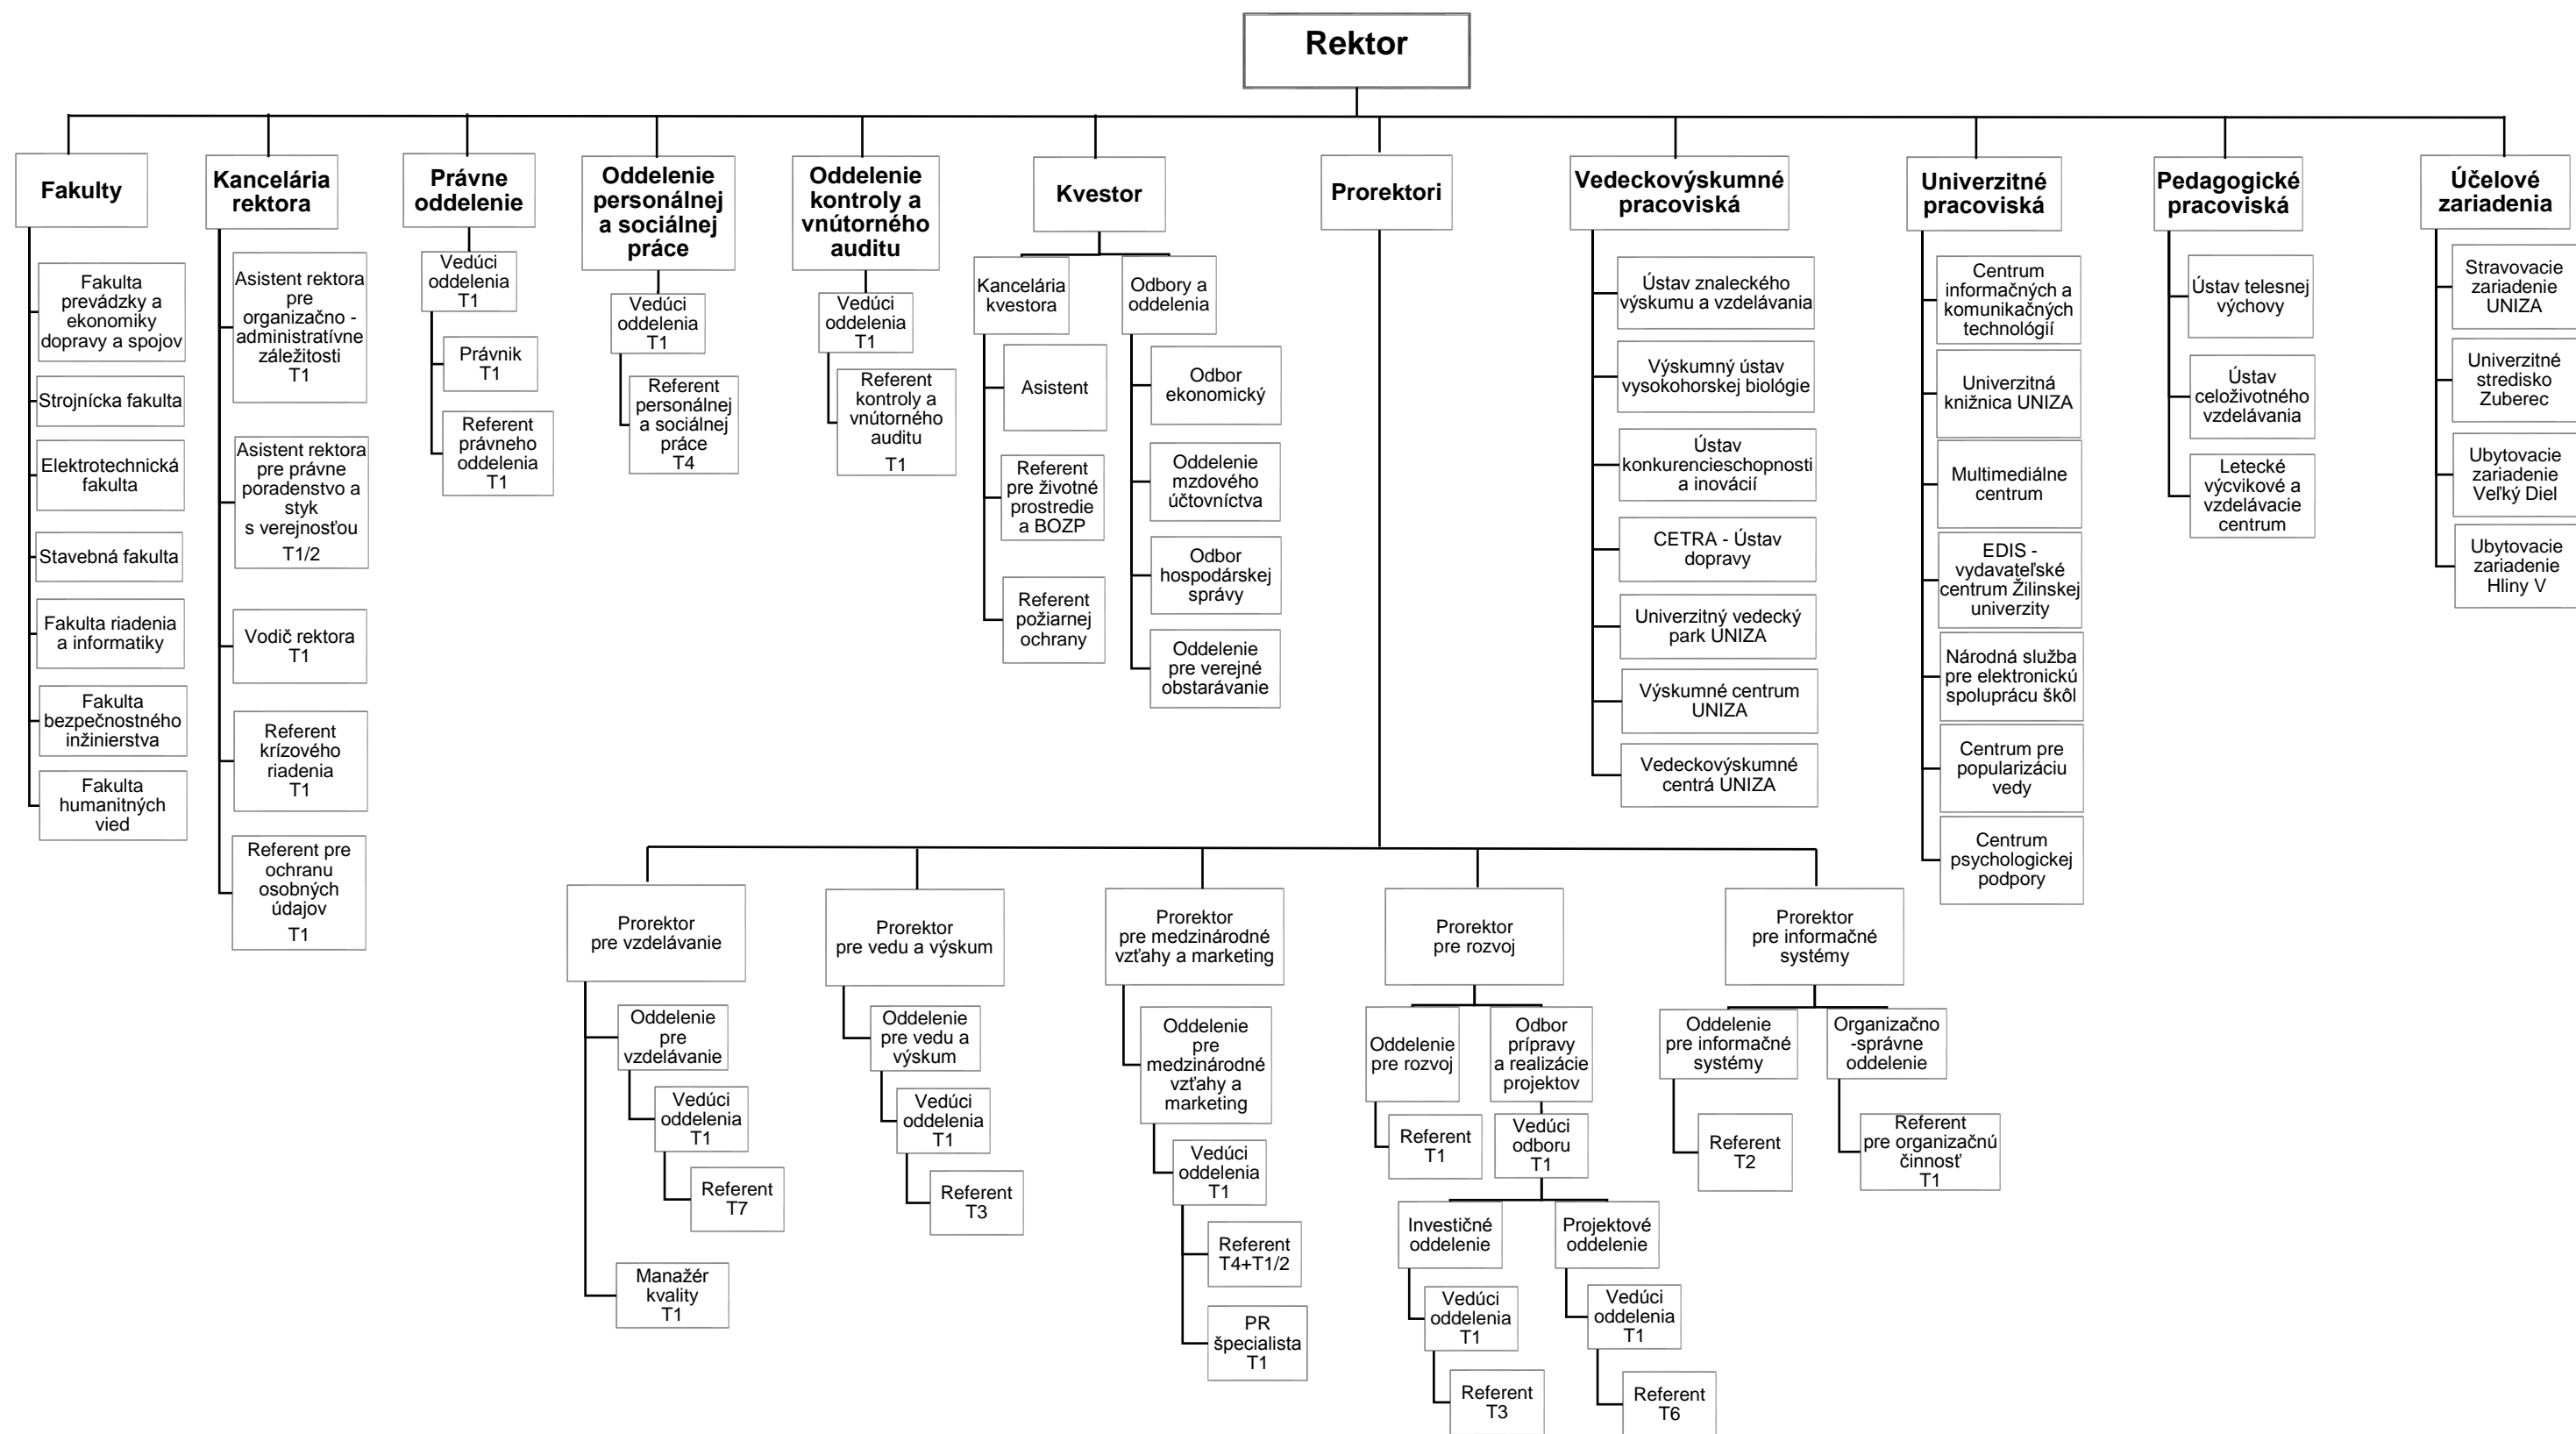 Rektor
Fakulty
Fakulta
prevádzky a
ekonomiky
dopravy a spojov
Strojnícka fakulta
Elektrotechnická
fakulta
Stavebná fakulta
Fakulta riadenia
a informatiky
Fakulta
bezpečnostného
inžinierstva
Fakulta
humanitných
vied
Kancelária
rektora
Asistent rektora
pre
organizačno -
administratívne
záležitosti
T1
Asistent rektora
pre právne
poradenstvo a
styk
s verejnosťou
T1/2
Vodič rektora
T1
Referent
krízového
riadenia
T1
Referent pre
ochranu
osobných
údajov
T1
Právne
oddelenie
Vedúci
oddelenia
T1
Právnik
T1
Referent
právneho
oddelenia
T1
Oddelenie
personálnej
a sociálnej
práce
Vedúci
oddelenia
T1
Referent
personálnej
a sociálnej
práce
T4
Oddelenie
kontroly a
vnútorného
auditu
Vedúci
oddelenia
T1
Referent
kontroly a
vnútorného
auditu
T1
Kvestor
Kancelária
kvestora
Asistent
Referent
pre životné
prostredie
a BOZP
Referent
požiarnej
ochrany
Odbory a
oddelenia
Odbor
ekonomický
Oddelenie
mzdového
účtovníctva
Odbor
hospodárskej
správy
Oddelenie
pre verejné
obstarávanie
Prorektori
Prorektor
pre vzdelávanie
Oddelenie
pre
vzdelávanie
Vedúci
oddelenia
T1
Referent
T7
Manažér
kvality
T1
Prorektor
pre vedu a výskum
Oddelenie
pre vedu a
výskum
Vedúci
oddelenia
T1
Referent
T3
Prorektor
pre medzinárodné
vzťahy a marketing
Oddelenie
pre
medzinárodné
vzťahy a
marketing
Vedúci
oddelenia
T1
Referent
T4+T1/2
PR
špecialista
T1
Prorektor
pre rozvoj
Oddelenie
pre rozvoj
Referent
T1
Odbor
prípravy
a realizácie
projektov
Vedúci
odboru
T1
Investičné
oddelenie
Vedúci
oddelenia
T1
Referent
T3
Projektové
oddelenie
Vedúci
oddelenia
T1
Referent
T6
Prorektor
pre informačné
systémy
Oddelenie
pre informačné
systémy
Referent
T2
Organizačno
-správne
oddelenie
Referent
pre organizačnú
činnosť
T1
Vedeckovýskumné
pracoviská
Ústav znaleckého
výskumu a vzdelávania
Výskumný ústav
vysokohorskej biológie
Ústav
konkurencieschopnosti
a inovácií
CETRA - Ústav
dopravy
Univerzitný vedecký
park UNIZA
Výskumné centrum
UNIZA
Vedeckovýskumné
centrá UNIZA
Univerzitné
pracoviská
Centrum
informačných a
komunikačných
technológií
Univerzitná
knižnica UNIZA
Multimediálne
centrum
EDIS -
vydavateľské
centrum Žilinskej
univerzity
Národná služba
pre elektronickú
spoluprácu škôl
Centrum pre
popularizáciu
vedy
Centrum
psychologickej
podpory
Pedagogické
pracoviská
Ústav telesnej
výchovy
Ústav
celoživotného
vzdelávania
Letecké
výcvikové a
vzdelávacie
centrum
Účelové
zariadenia
Stravovacie
zariadenie
UNIZA
Univerzitné
stredisko
Zuberec
Ubytovacie
zariadenie
Veľký Diel
Ubytovacie
zariadenie
Hliny V